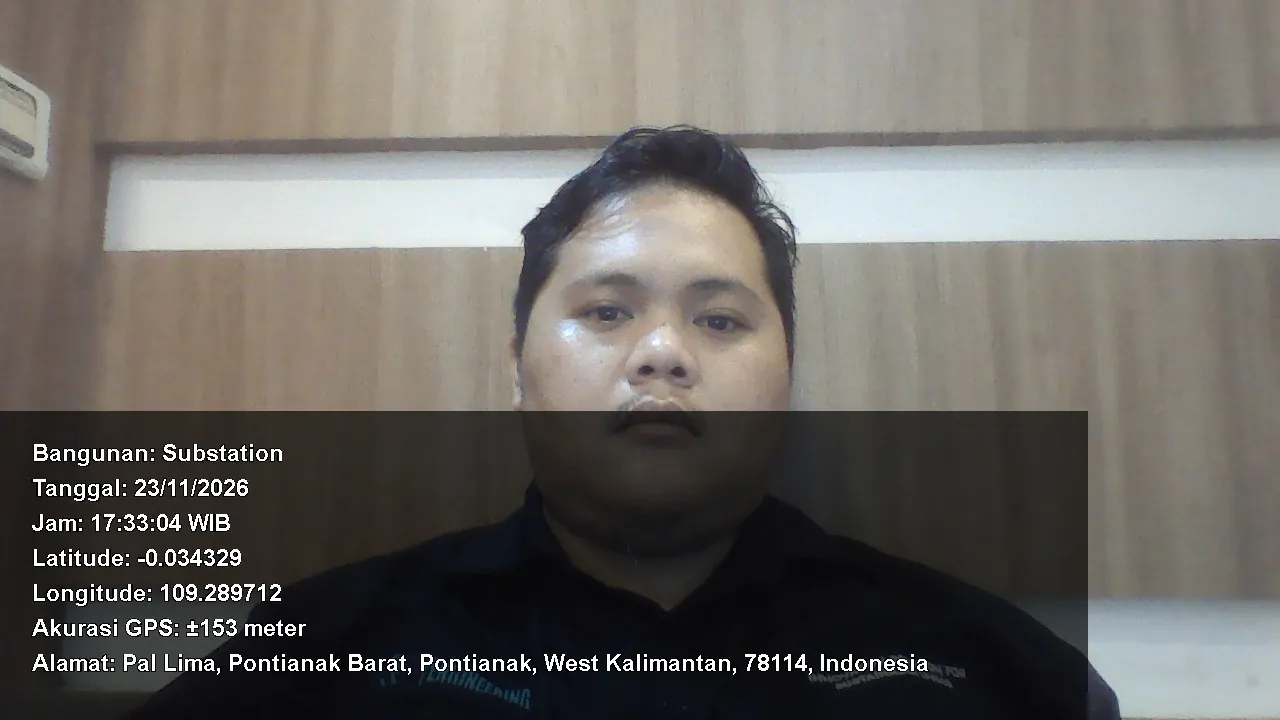 Bangunan: Substation
Tanggal: 23/11/2026
Jam: 17:33:04 WIB
Latitude: -0.034329
Longitude: 109.289712
Akurasi GPS: ±153 meter
Alamat: Pal Lima, Pontianak Barat, Pontianak, West Kalimantan, 78114, Indonesia
ENGINEERING